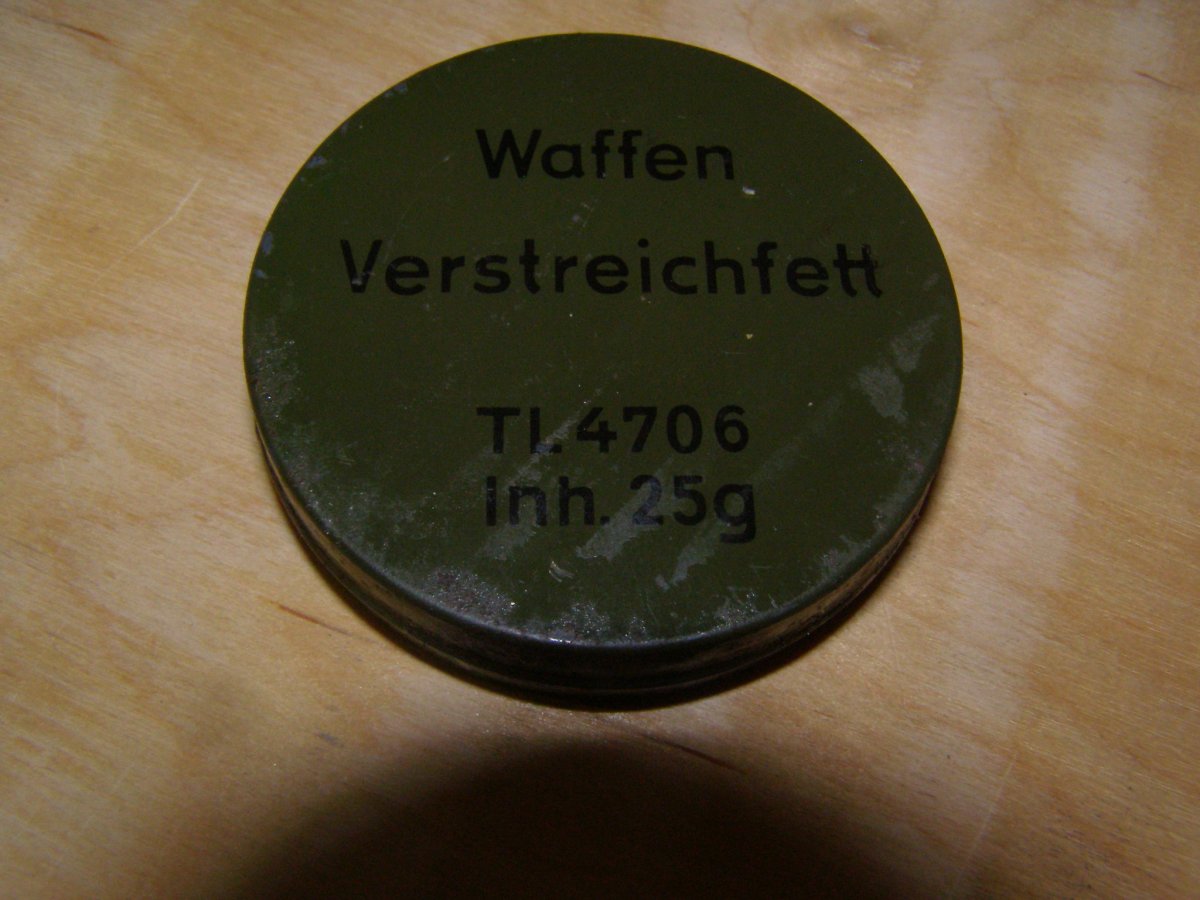 Waffen
Verstreichfett
TL 4706
Inh. 25g